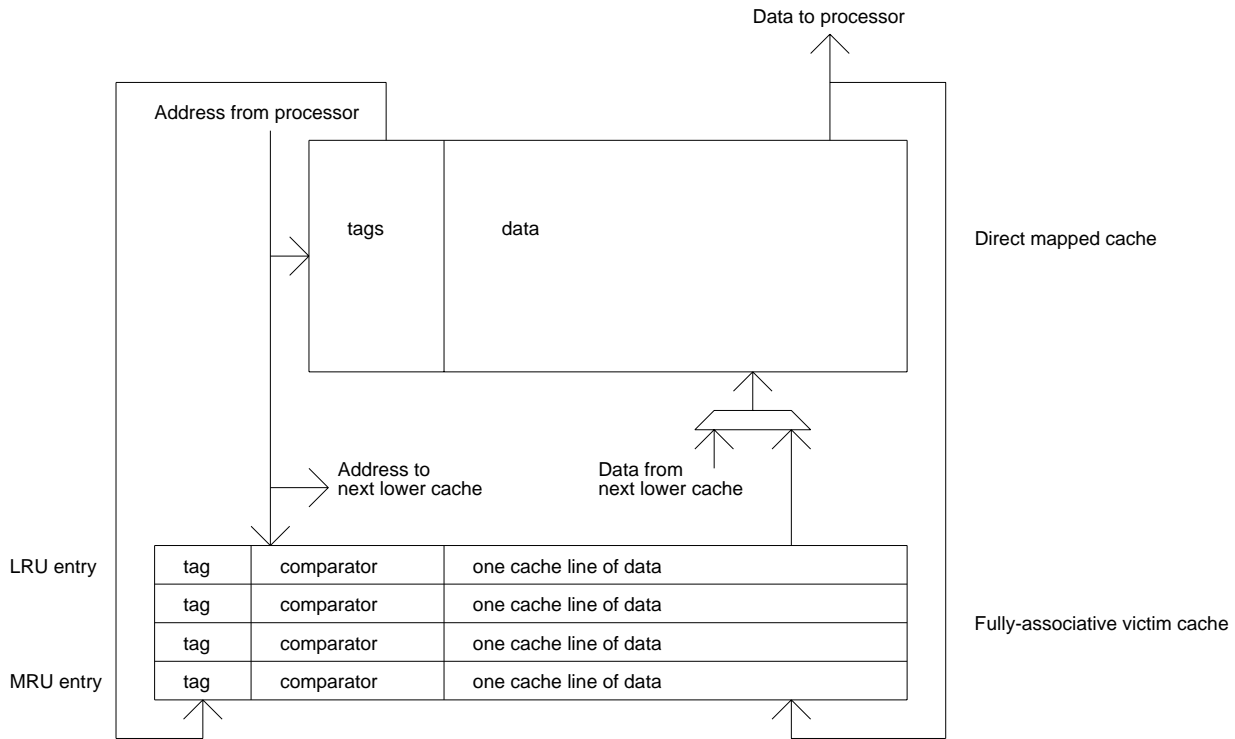 Data to processor
Address from processor
tags
data
Direct mapped cache
Address to
next lower cache
Data from
next lower cache
LRU entry
tag
comparator
one cache line of data
tag
comparator
one cache line of data
Fully-associative victim cache
tag
comparator
one cache line of data
MRU entry
tag
comparator
one cache line of data